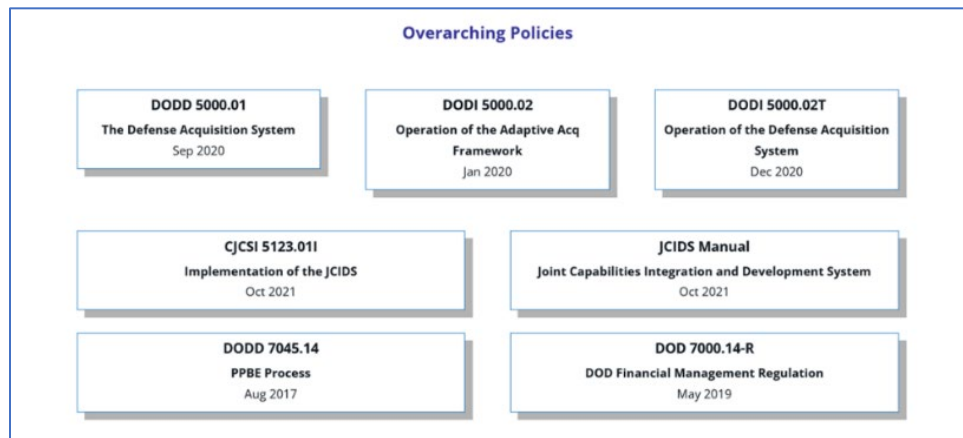 Overarching Policies
DODD 5000.01
The Defense Acquisition System
Sep 2020
DODI 5000.02
Operation of the Adaptive Acq
Framework
Jan 2020
DODI 5000.02T
Operation of the Defense Acquisition
System
Dec 2020
CJCSI 5123.01I
Implementation of the JCIDS
Oct 2021
JCIDS Manual
Joint Capabilities Integration and Development System
Oct 2021
DODD 7045.14
PPBE Process
Aug 2017
DOD 7000.14-R
DOD Financial Management Regulation
May 2019